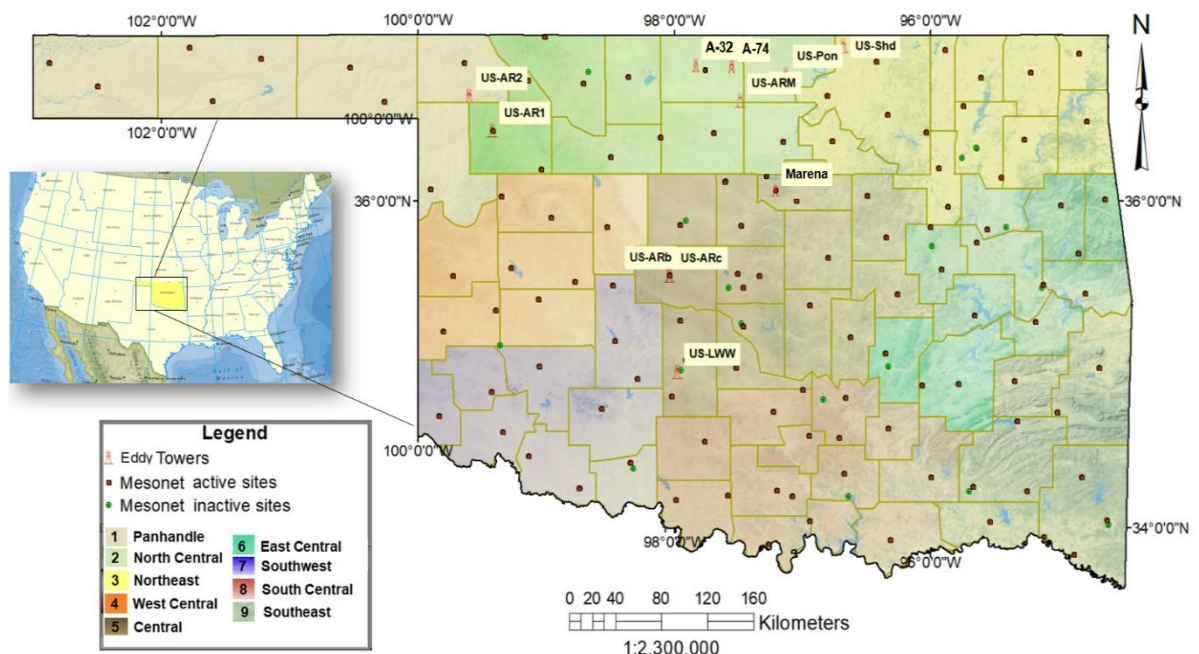 102°0'0"W
100°0'0"W
98°0'0"W
96°0'0"W
N
A-32
A-74
US-Shd
US-Pon
US-AR2
US-ARM
US-AR1
102°0'0"W
100°0'0"W
Marena
36°0'0"N
36°0'0"N
US-ARb
US-ARc
US-LWW
100°0'0"W
34°0'0"N
98°0'0"W
96°0'0"W
Legend
Eddy Towers
Mesonet active sites
Mesonet inactive sites
1 Panhandle
2 North Central
3 Northeast
4 West Central
5 Central
6 East Central
7 Southwest
8 South Central
9 Southeast
0 20 40 80 120 160
Kilometers
1:2,300,000